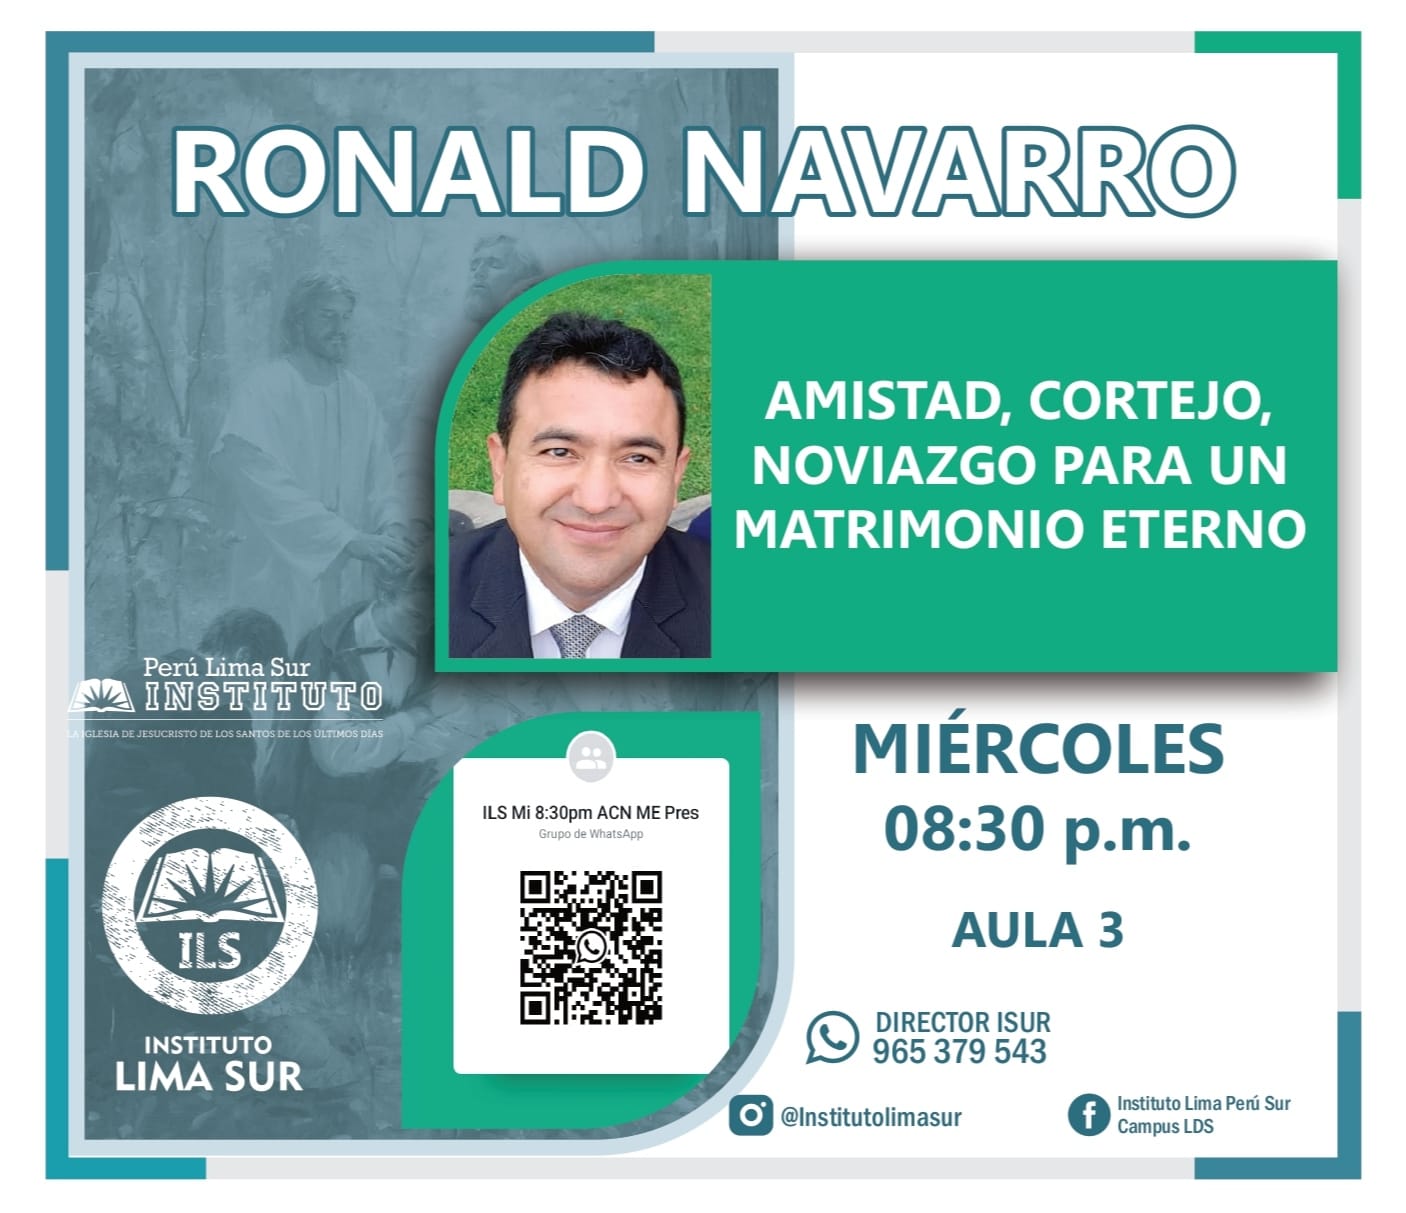 RONALD NAVARRO
AMISTAD, CORTEJO,
NOVIAZGO PARA UN
MATRIMONIO ETERNO
Perú Lima Sur
INSTITUTO
LA IGLESIA DE JESUCRISTO DE LOS SANTOS DE LOS ÚLTIMOS DÍAS
ILS
INSTITUTO
LIMA SUR
ILS Mi 8:30pm ACN ME Pres
Grupo de WhatsApp
MIÉRCOLES
08:30 p.m.
AULA 3
DIRECTOR ISUR
965 379 543
@Institutolimasur
Instituto Lima Perú Sur
Campus LDS